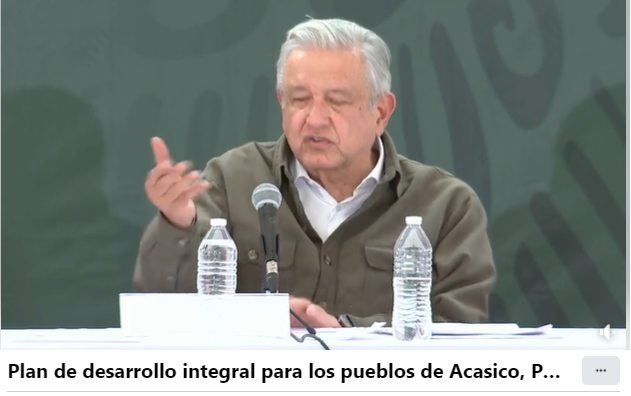 Plan de desarrollo integral para los pueblos de Acasico, P...